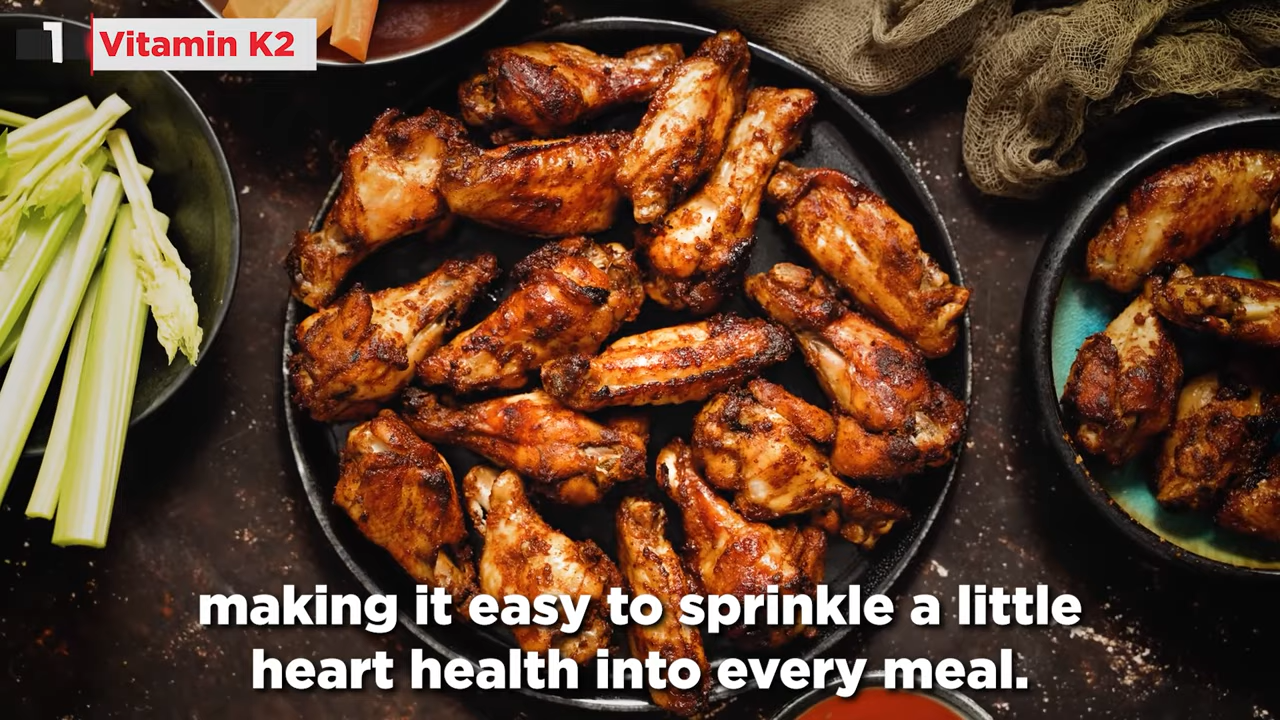 1 Vitamin K2
making it easy to sprinkle a little
heart health into every meal.